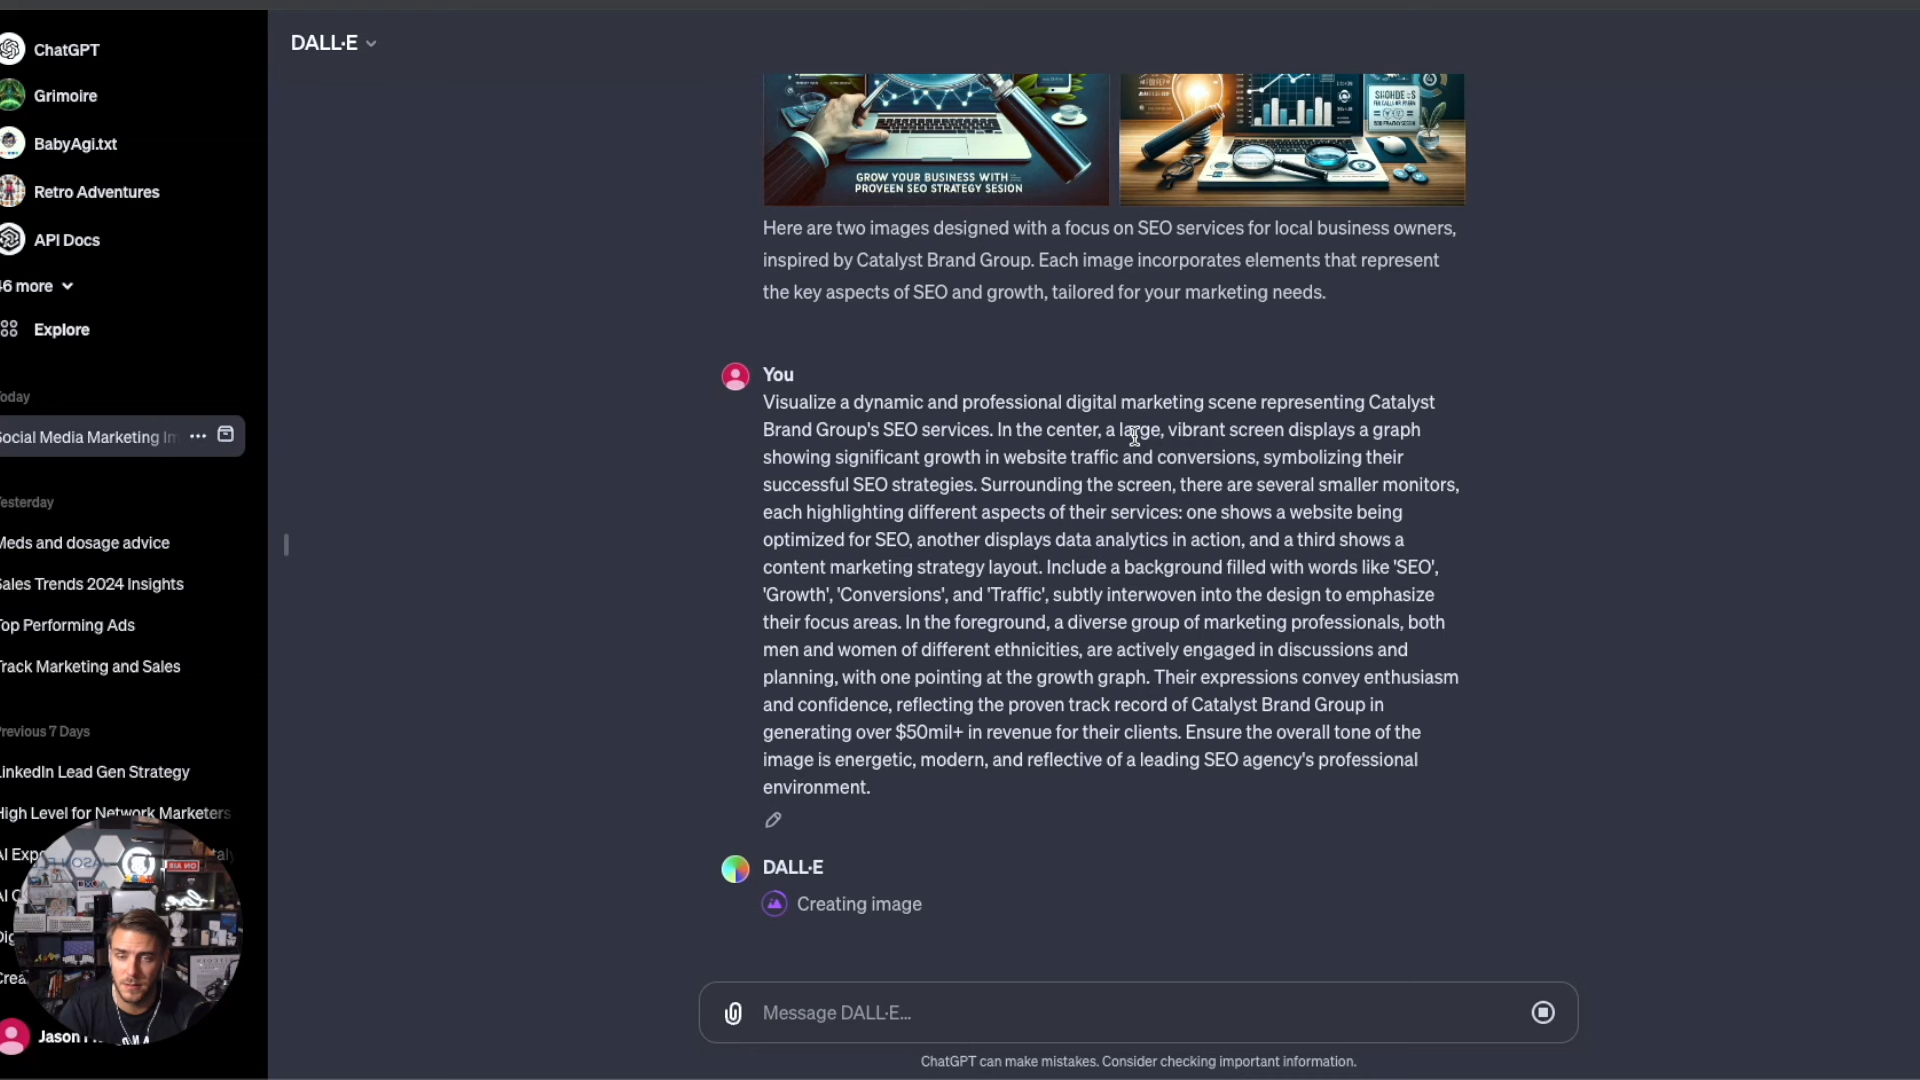 ChatGPT
DALL·E
Grimoire
BabyAgi.txt
Retro Adventures
API Docs
46 more
Explore
Today
Social Media Marketing Im
Yesterday
Meds and dosage advice
Sales Trends 2024 Insights
Top Performing Ads
Track Marketing and Sales
Previous 7 Days
LinkedIn Lead Gen Strategy
High Level for Network Marketers
AI
Jason
ON AIR
GROW YOUR BUSINESS WITH
PROVEEN SEO STRATEGY SESION
Here are two images designed with a focus on SEO services for local business owners,
inspired by Catalyst Brand Group. Each image incorporates elements that represent
the key aspects of SEO and growth, tailored for your marketing needs.
You
Visualize a dynamic and professional digital marketing scene representing Catalyst
Brand Group's SEO services. In the center, a large, vibrant screen displays a graph
showing significant growth in website traffic and conversions, symbolizing their
successful SEO strategies. Surrounding the screen, there are several smaller monitors,
each highlighting different aspects of their services: one shows a website being
optimized for SEO, another displays data analytics in action, and a third shows a
content marketing strategy layout. Include a background filled with words like 'SEO',
'Growth', 'Conversions', and 'Traffic', subtly interwoven into the design to emphasize
their focus areas. In the foreground, a diverse group of marketing professionals, both
men and women of different ethnicities, are actively engaged in discussions and
planning, with one pointing at the growth graph. Their expressions convey enthusiasm
and confidence, reflecting the proven track record of Catalyst Brand Group in
generating over $50mil+ in revenue for their clients. Ensure the overall tone of the
image is energetic, modern, and reflective of a leading SEO agency's professional
environment.
DALL·E
Creating image
Message DALL·E...
ChatGPT can make mistakes. Consider checking important information.